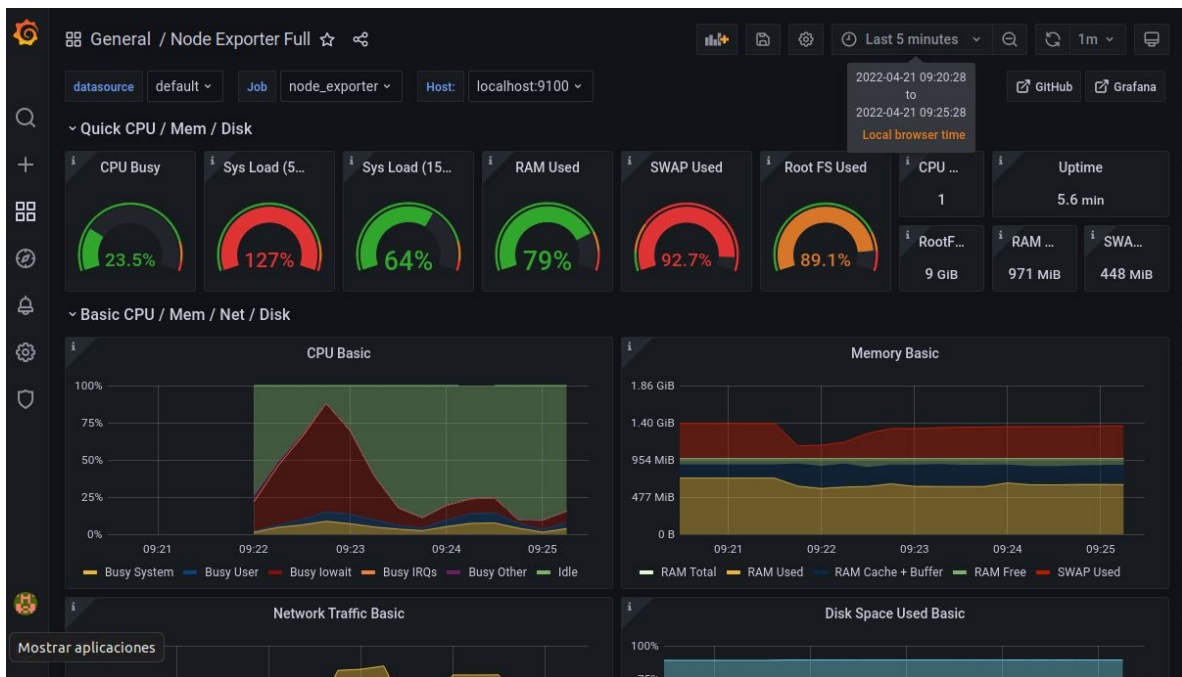 General / Node Exporter Full
Last 5 minutes
1m
2022-04-21 09:20:28
to
2022-04-21 09:25:28
Local browser time
datasource default Job node_exporter Host: localhost:9100
GitHub Grafana
Quick CPU / Mem / Disk
CPU Busy
23.5%
Sys Load (5...
127%
Sys Load (15...
64%
RAM Used
79%
SWAP Used
92.7%
Root FS Used
89.1%
CPU ...
1
Uptime
5.6 min
RootF...
9 GiB
RAM ...
971 MiB
SWA...
448 MiB
Basic CPU / Mem / Net / Disk
CPU Basic
100%
75%
50%
25%
0%
09:21 09:22 09:23 09:24 09:25
Busy System Busy User Busy Iowait Busy IRQs Busy Other Idle
Memory Basic
1.86 GiB
1.40 GiB
954 MiB
477 MiB
0 B
09:21 09:22 09:23 09:24 09:25
RAM Total RAM Used RAM Cache + Buffer RAM Free SWAP Used
Network Traffic Basic
Mostrar aplicaciones
Disk Space Used Basic
100%